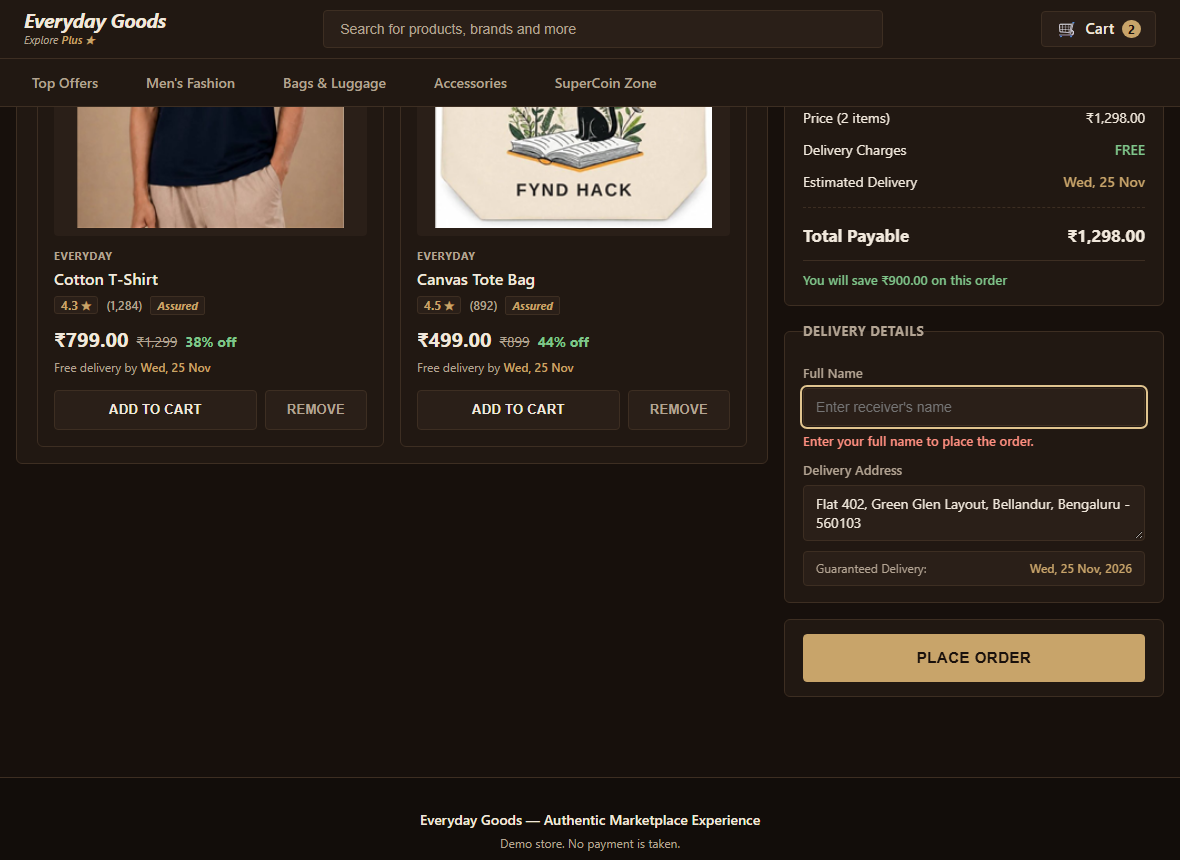 Everyday Goods
Explore Plus ★
Search for products, brands and more
Cart 2
Top Offers Men's Fashion Bags & Luggage Accessories SuperCoin Zone
FYND HACK
EVERYDAY
Cotton T-Shirt
4.3 ★ (1,284) Assured
₹799.00 ₹1,299 38% off
Free delivery by Wed, 25 Nov
ADD TO CART REMOVE
EVERYDAY
Canvas Tote Bag
4.5 ★ (892) Assured
₹499.00 ₹899 44% off
Free delivery by Wed, 25 Nov
ADD TO CART REMOVE
Price (2 items) ₹1,298.00
Delivery Charges FREE
Estimated Delivery Wed, 25 Nov
Total Payable ₹1,298.00
You will save ₹900.00 on this order
DELIVERY DETAILS
Full Name
Enter receiver's name
Enter your full name to place the order.
Delivery Address
Flat 402, Green Glen Layout, Bellandur, Bengaluru -
560103
Guaranteed Delivery: Wed, 25 Nov, 2026
PLACE ORDER
Everyday Goods — Authentic Marketplace Experience
Demo store. No payment is taken.